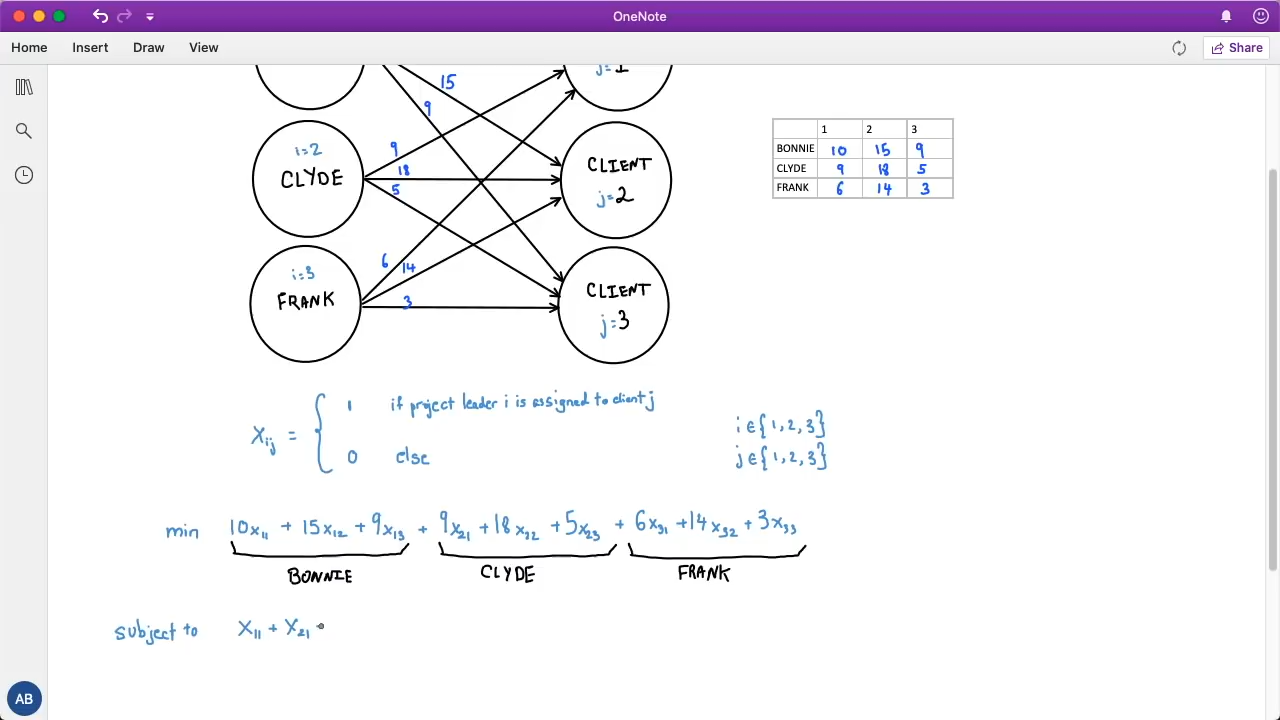 OneNote
Home Insert Draw View Share
15
j=1
9
1 2 3
BONNIE 10 15 9
CLYDE 9 18 5
FRANK 6 14 3
i=2
CLYDE
9
18
5
CLIENT
j=2
i=3
FRANK
6 14
3
CLIENT
j=3
Xij = { 1 if project leader i is assigned to client j
0 else
i∈{1,2,3}
j∈{1,2,3}
min 10x11 + 15x12 + 9x13 + 9x21 + 18x22 + 5x23 + 6x31 + 14x32 + 3x33
BONNIE CLYDE FRANK
subject to X11 + X21
AB